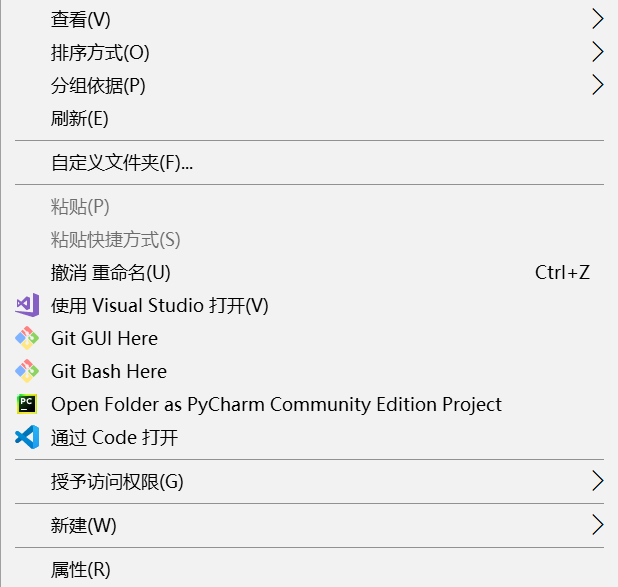 查看(V)
排序方式(O)
分组依据(P)
刷新(E)
自定义文件夹(F)...
粘贴(P)
粘贴快捷方式(S)
撤消 重命名(U) Ctrl+Z
使用 Visual Studio 打开(V)
Git GUI Here
Git Bash Here
PC Open Folder as PyCharm Community Edition Project
通过 Code 打开
授予访问权限(G)
新建(W)
属性(R)